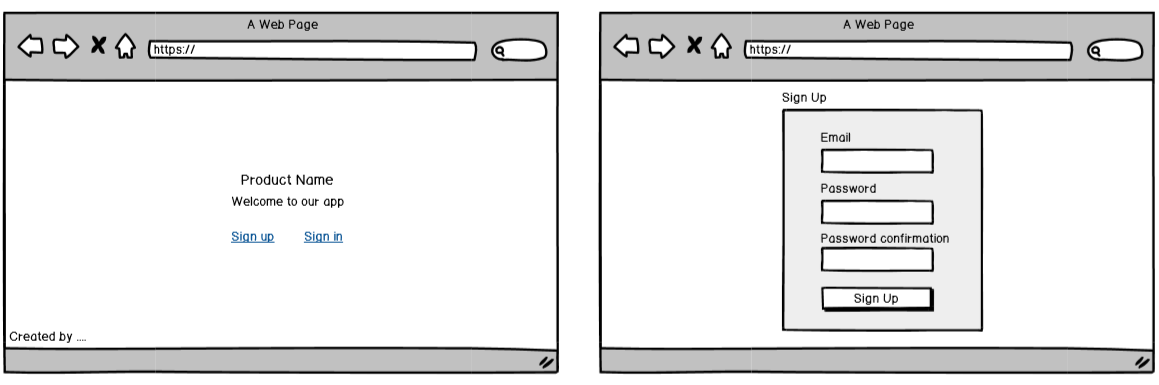 A Web Page
https://
Product Name
Welcome to our app
Sign up Sign in
Created by ....
A Web Page
https://
Sign Up
Email
Password
Password confirmation
Sign Up